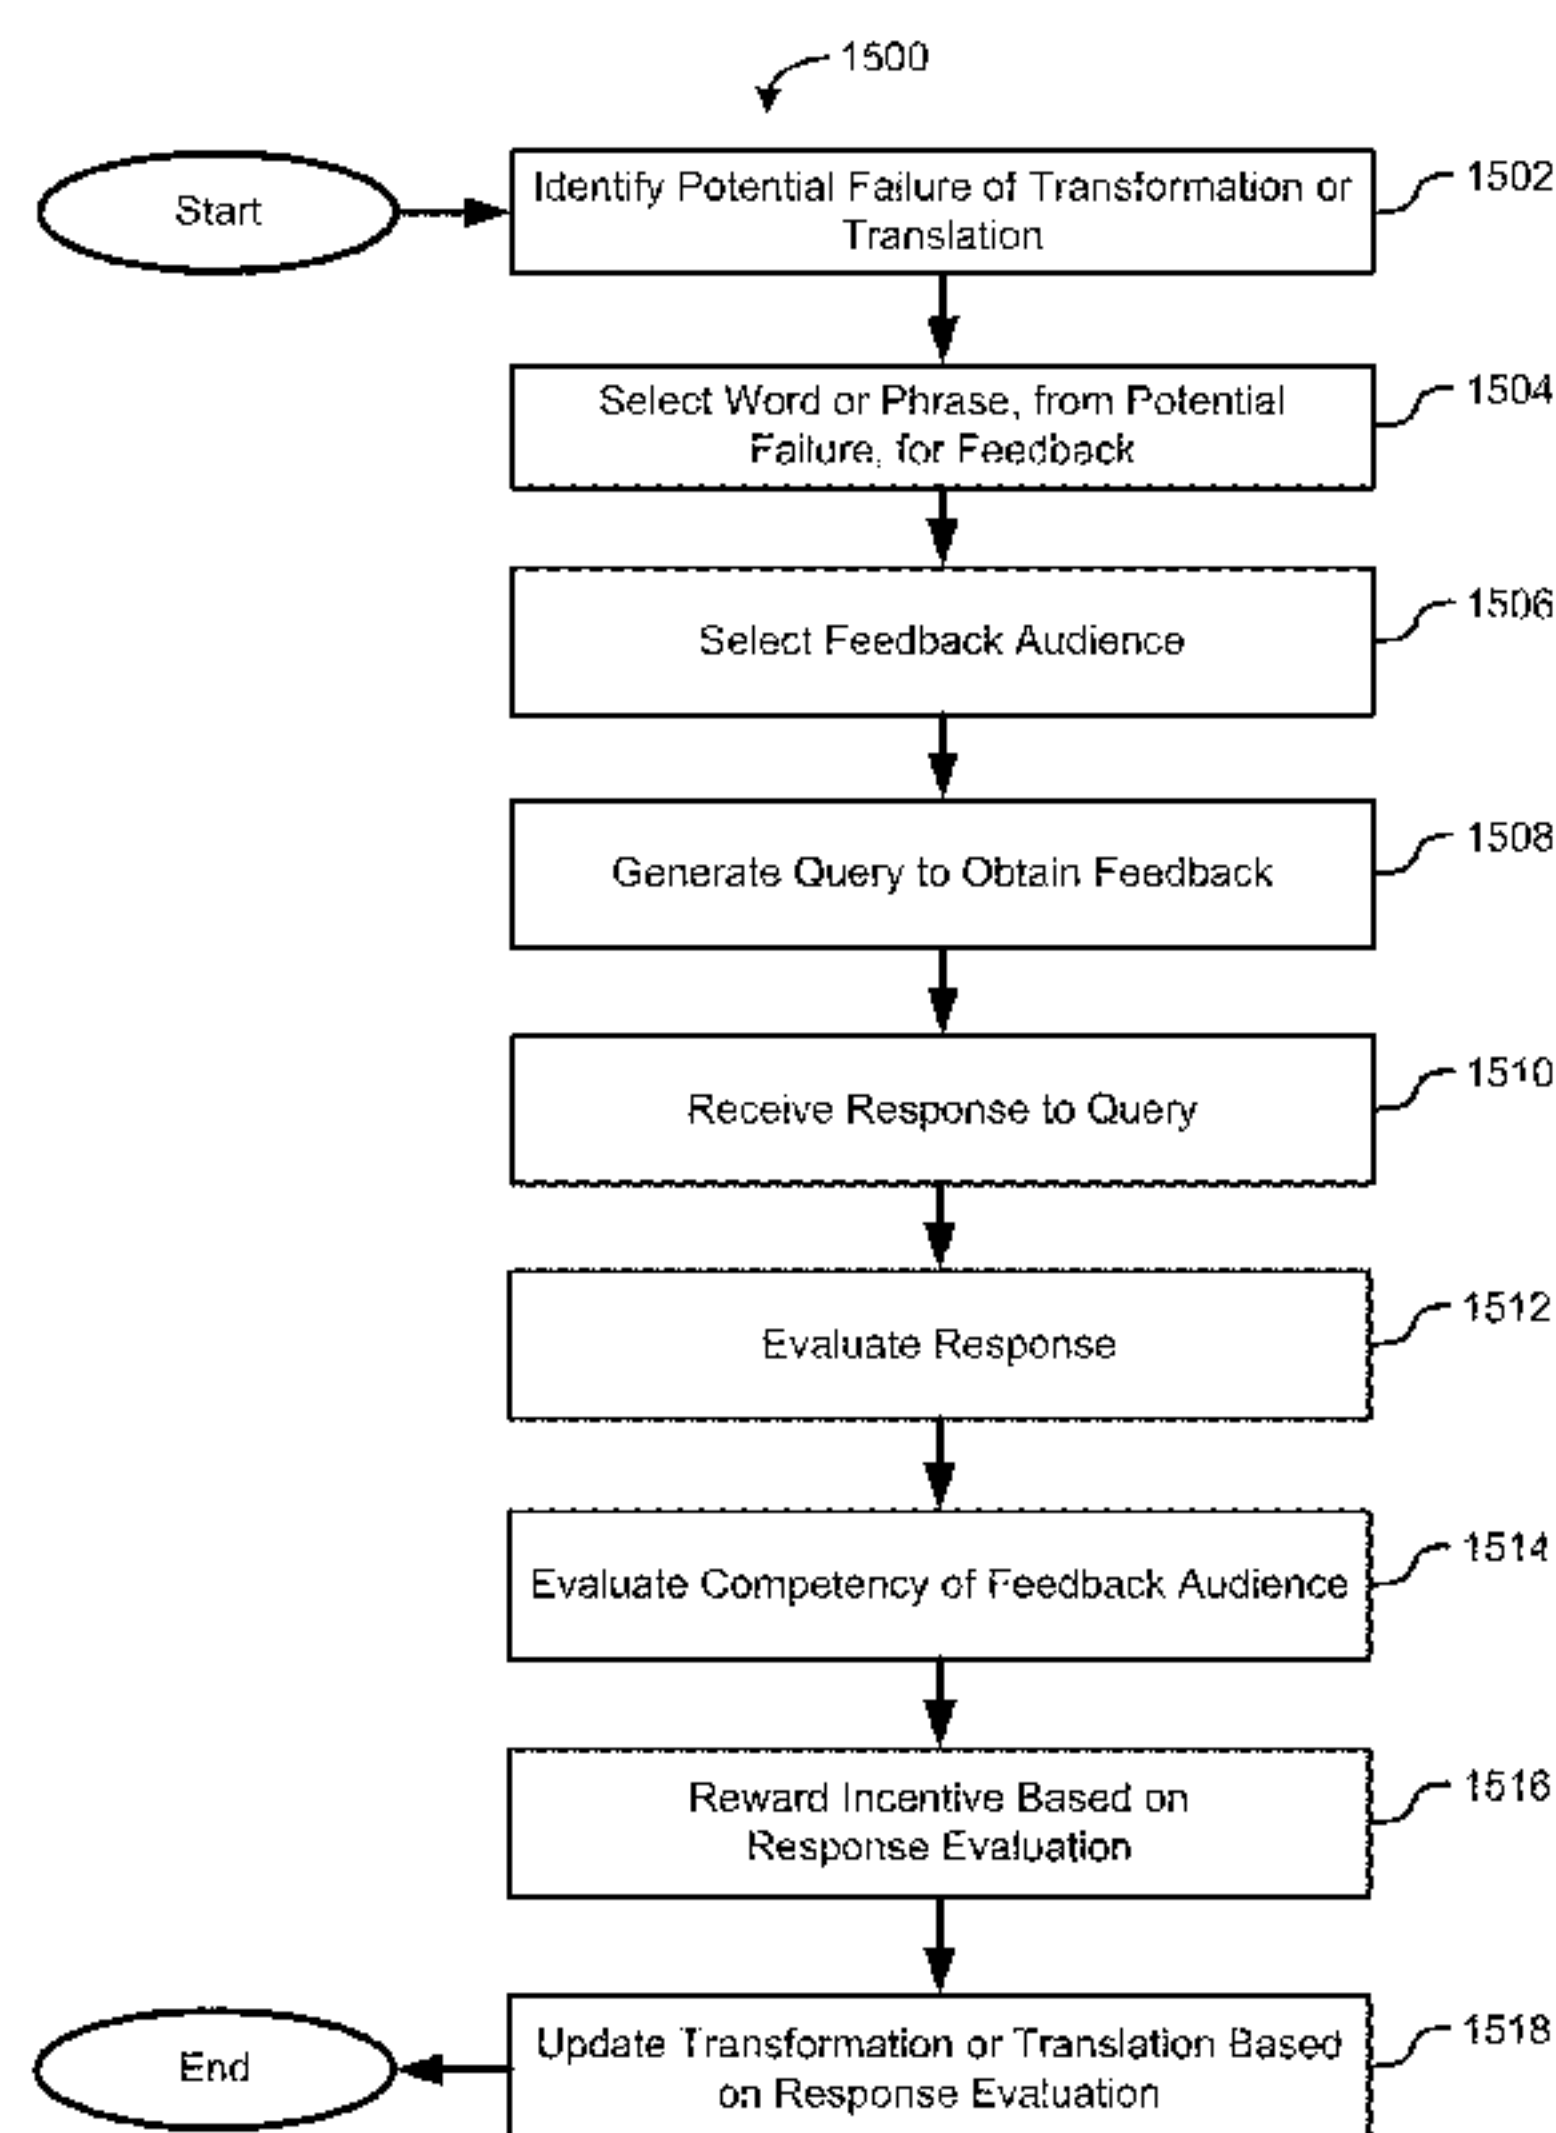 1500
Start
Identify Potential Failure of Transformation or
Translation
1502
Select Word or Phrase, from Potential
Failure, for Feedback
1504
Select Feedback Audience
1506
Generate Query to Obtain Feedback
1508
Receive Response to Query
1510
Evaluate Response
1512
Evaluate Competency of Feedback Audience
1514
Reward Incentive Based on
Response Evaluation
1516
Update Transformation or Translation Based
on Response Evaluation
1518
End